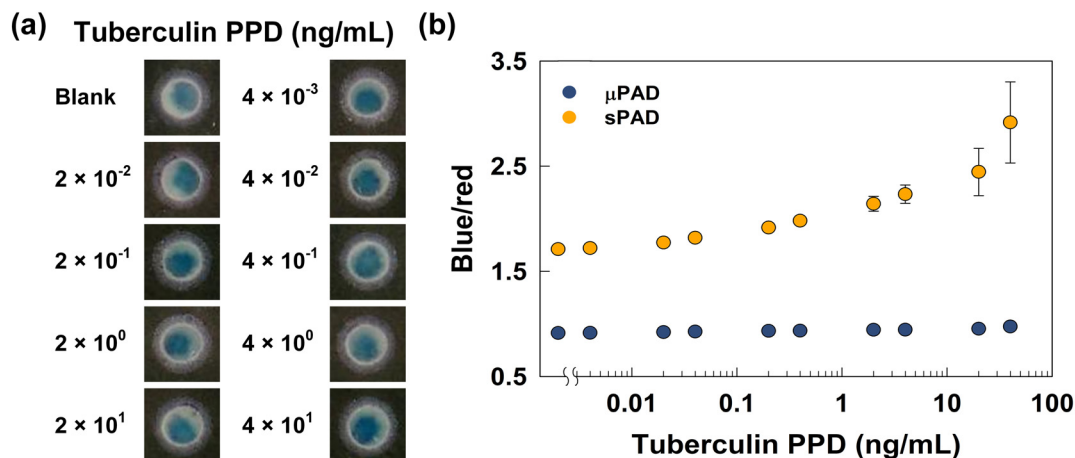 (a) Tuberculin PPD (ng/mL)
Blank 4 × 10⁻³
2 × 10⁻² 4 × 10⁻²
2 × 10⁻¹ 4 × 10⁻¹
2 × 10⁰ 4 × 10⁰
2 × 10¹ 4 × 10¹
(b)
3.5
2.5
1.5
0.5
Blue/red
μPAD
sPAD
0.01 0.1 1 10 100
Tuberculin PPD (ng/mL)